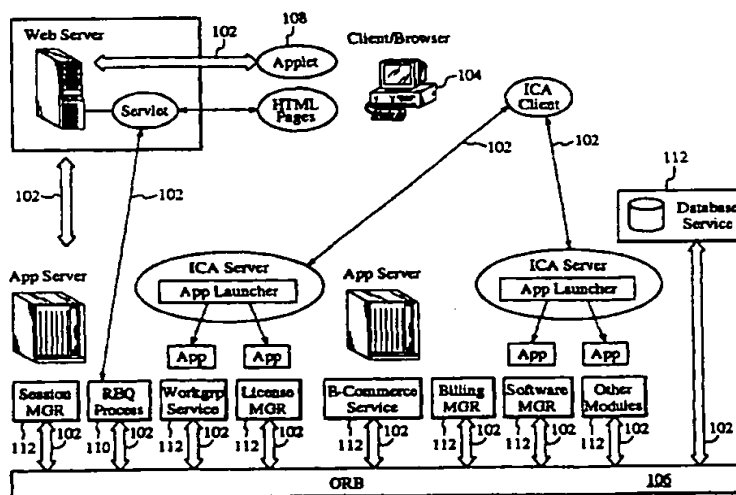 Web Server
102
108
Applet
Client/Browser
104
Servlet
HTML
Pages
ICA
Client
102
102
102
102
112
Database
Service
App Server
ICA Server
App Launcher
App
App
App Server
ICA Server
App Launcher
App
App
Session
MGR
REQ
Process
Workgrp
Service
License
MGR
E-Commerce
Service
Billing
MGR
Software
MGR
Other
Modules
112
102
110
102
112
102
112
102
112
102
112
102
112
102
112
102
102
ORB
106